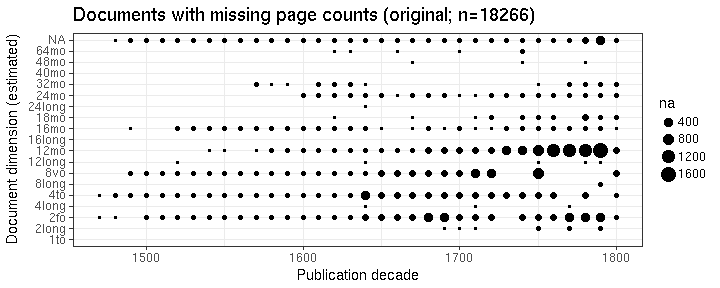 Documents with missing page counts (original; n=18266)
Document dimension (estimated)
NA
64mo
48mo
40mo
32mo
24mo
24long
18mo
16mo
16long
12mo
12long
8vo
8long
4to
4long
2fo
2long
1to
1500
1600
1700
1800
Publication decade
na
400
800
1200
1600